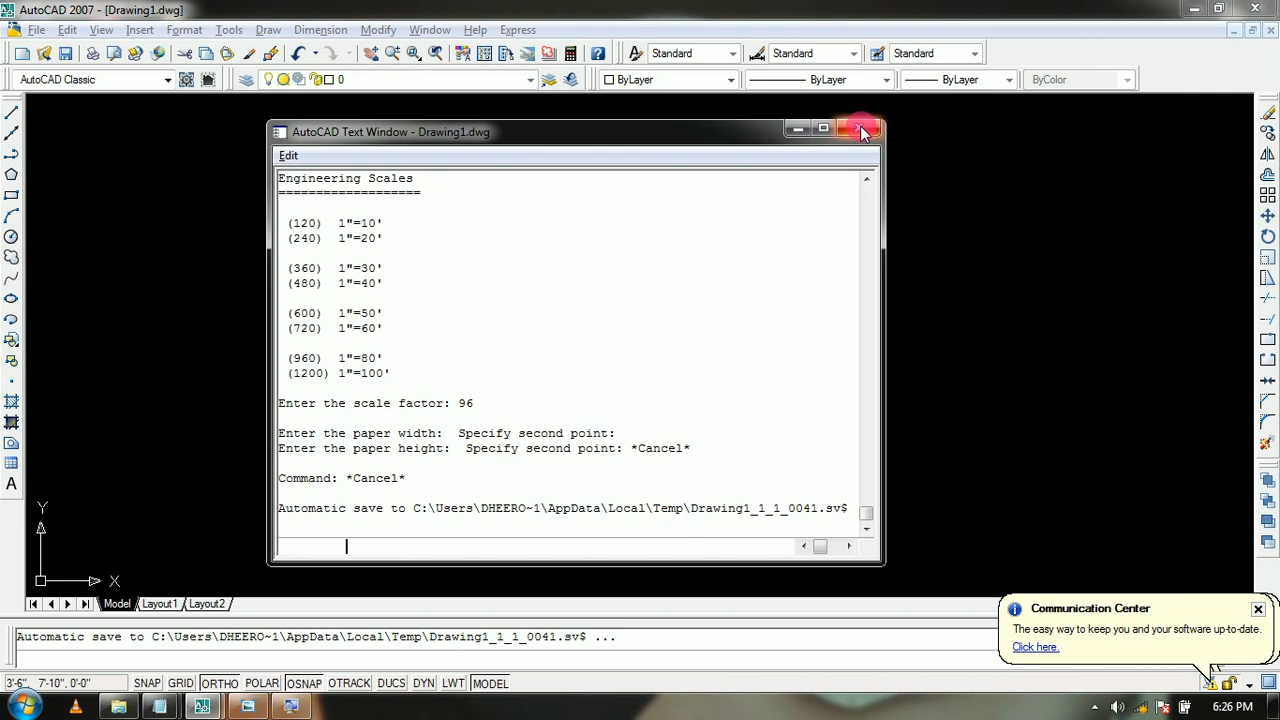 AutoCAD 2007 - [Drawing1.dwg]
File Edit View Insert Format Tools Draw Dimension Modify Window Help Express
Standard Standard Standard
AutoCAD Classic 0 ByLayer ByLayer ByLayer ByColor
AutoCAD Text Window - Drawing1.dwg
Edit
Engineering Scales
===================
(120) 1"=10'
(240) 1"=20'
(360) 1"=30'
(480) 1"=40'
(600) 1"=50'
(720) 1"=60'
(960) 1"=80'
(1200) 1"=100'
Enter the scale factor: 96
Enter the paper width: Specify second point:
Enter the paper height: Specify second point: *Cancel*
Command: *Cancel*
Automatic save to C:\Users\DHEERO~1\AppData\Local\Temp\Drawing1_1_1_0041.sv$
Y
X
Model Layout1 Layout2
Communication Center
The easy way to keep you and your software up-to-date.
Click here.
Automatic save to C:\Users\DHEERO~1\AppData\Local\Temp\Drawing1_1_1_0041.sv$ ...
3'-6", 7'-10", 0'-0" SNAP GRID ORTHO POLAR OSNAP OTRACK DUCS DYN LWT MODEL
6:26 PM